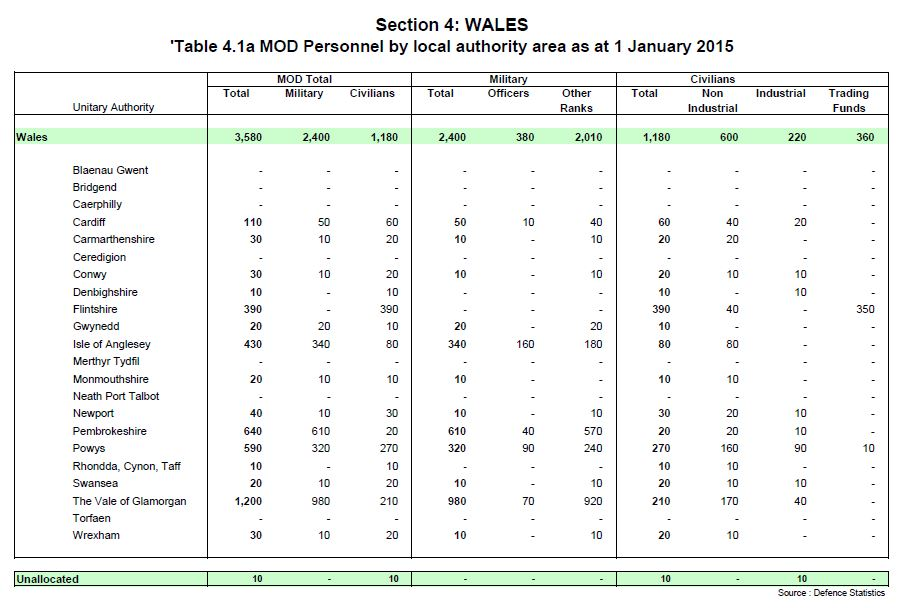 Section 4: WALES
'Table 4.1a MOD Personnel by local authority area as at 1 January 2015
MOD Total Military Civilians
Unitary Authority Total Military Civilians Total Officers Other Ranks Total Non Industrial Industrial Trading Funds
Wales 3,580 2,400 1,180 2,400 380 2,010 1,180 600 220 360
Blaenau Gwent - - - - - - - - - -
Bridgend - - - - - - - - - -
Caerphilly - - - - - - - - - -
Cardiff 110 50 60 50 10 40 60 40 20 -
Carmarthenshire 30 10 20 10 - 10 20 20 - -
Ceredigion - - - - - - - - - -
Conwy 30 10 20 10 - 10 20 10 10 -
Denbighshire 10 - 10 - - - 10 - 10 -
Flintshire 390 - 390 - - - 390 40 - 350
Gwynedd 20 20 10 20 - 20 10 - - -
Isle of Anglesey 430 340 80 340 160 180 80 80 - -
Merthyr Tydfil - - - - - - - - - -
Monmouthshire 20 10 10 10 - - 10 10 - -
Neath Port Talbot - - - - - - - - - -
Newport 40 10 30 10 - 10 30 20 10 -
Pembrokeshire 640 610 20 610 40 570 20 20 10 -
Powys 590 320 270 320 90 240 270 160 90 10
Rhondda, Cynon, Taff 10 - 10 - - - 10 10 - -
Swansea 20 10 20 10 - 10 20 10 10 -
The Vale of Glamorgan 1,200 980 210 980 70 920 210 170 40 -
Torfaen - - - - - - - - - -
Wrexham 30 10 20 10 - 10 20 10 - -
Unallocated 10 - 10 - - - 10 - 10 -
Source : Defence Statistics